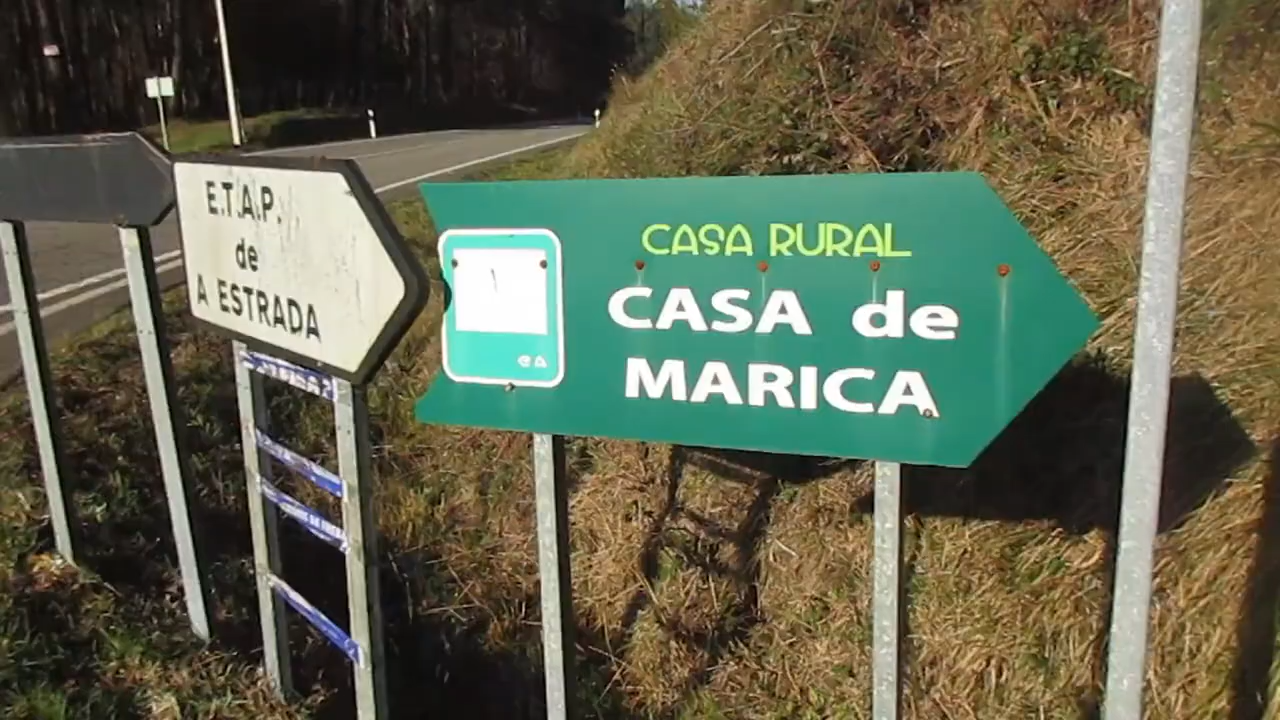 E.T.A.P.
de
A ESTRADA
CASA RURAL
CASA de
MARICA